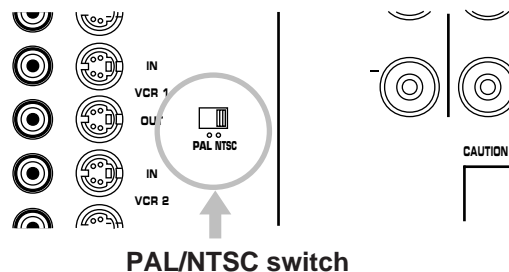 IN
VCR 1
OUT
PAL NTSC
CAUTION
IN
VCR 2
PAL/NTSC switch